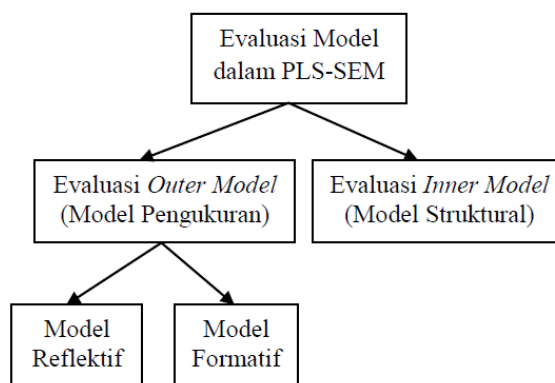 Evaluasi Model
dalam PLS-SEM
Evaluasi Outer Model
(Model Pengukuran)
Evaluasi Inner Model
(Model Struktural)
Model
Reflektif
Model
Formatif